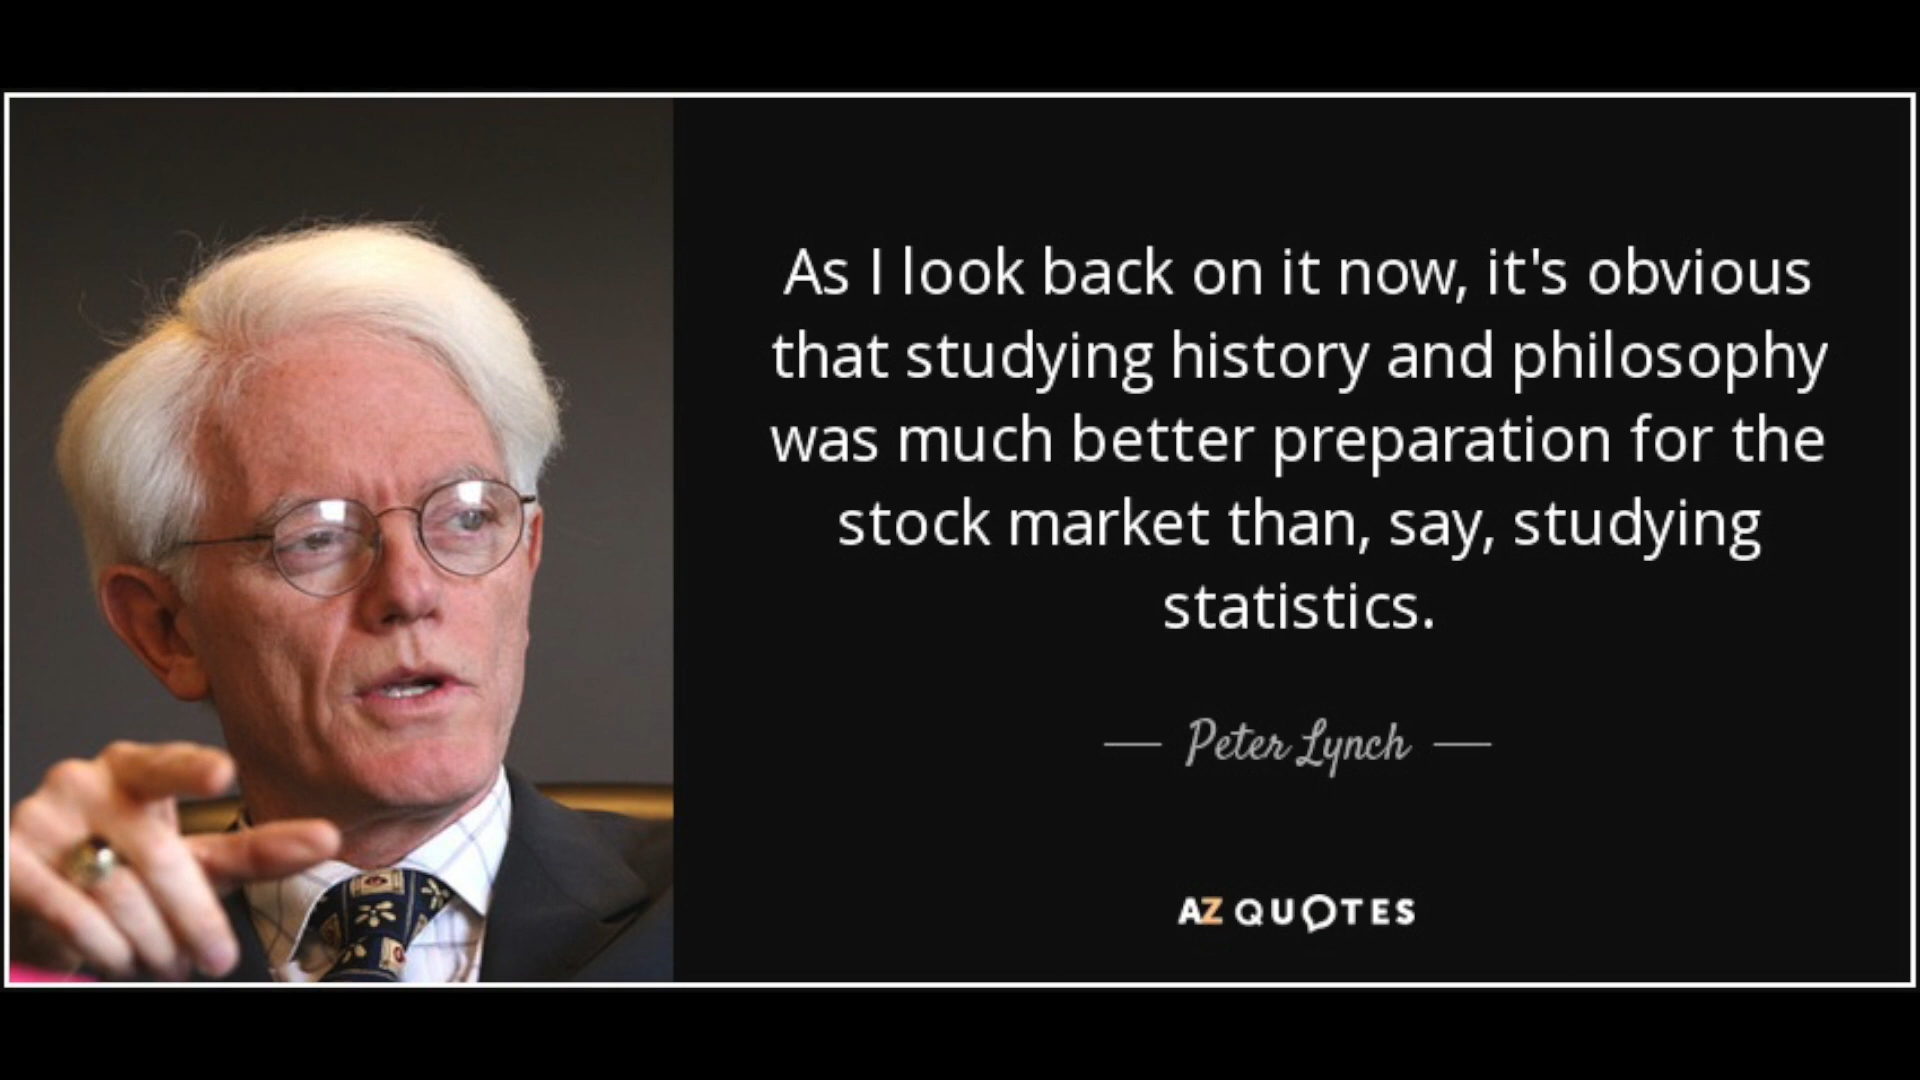 As I look back on it now, it's obvious
that studying history and philosophy
was much better preparation for the
stock market than, say, studying
statistics.
Peter Lynch
AZ QUOTES